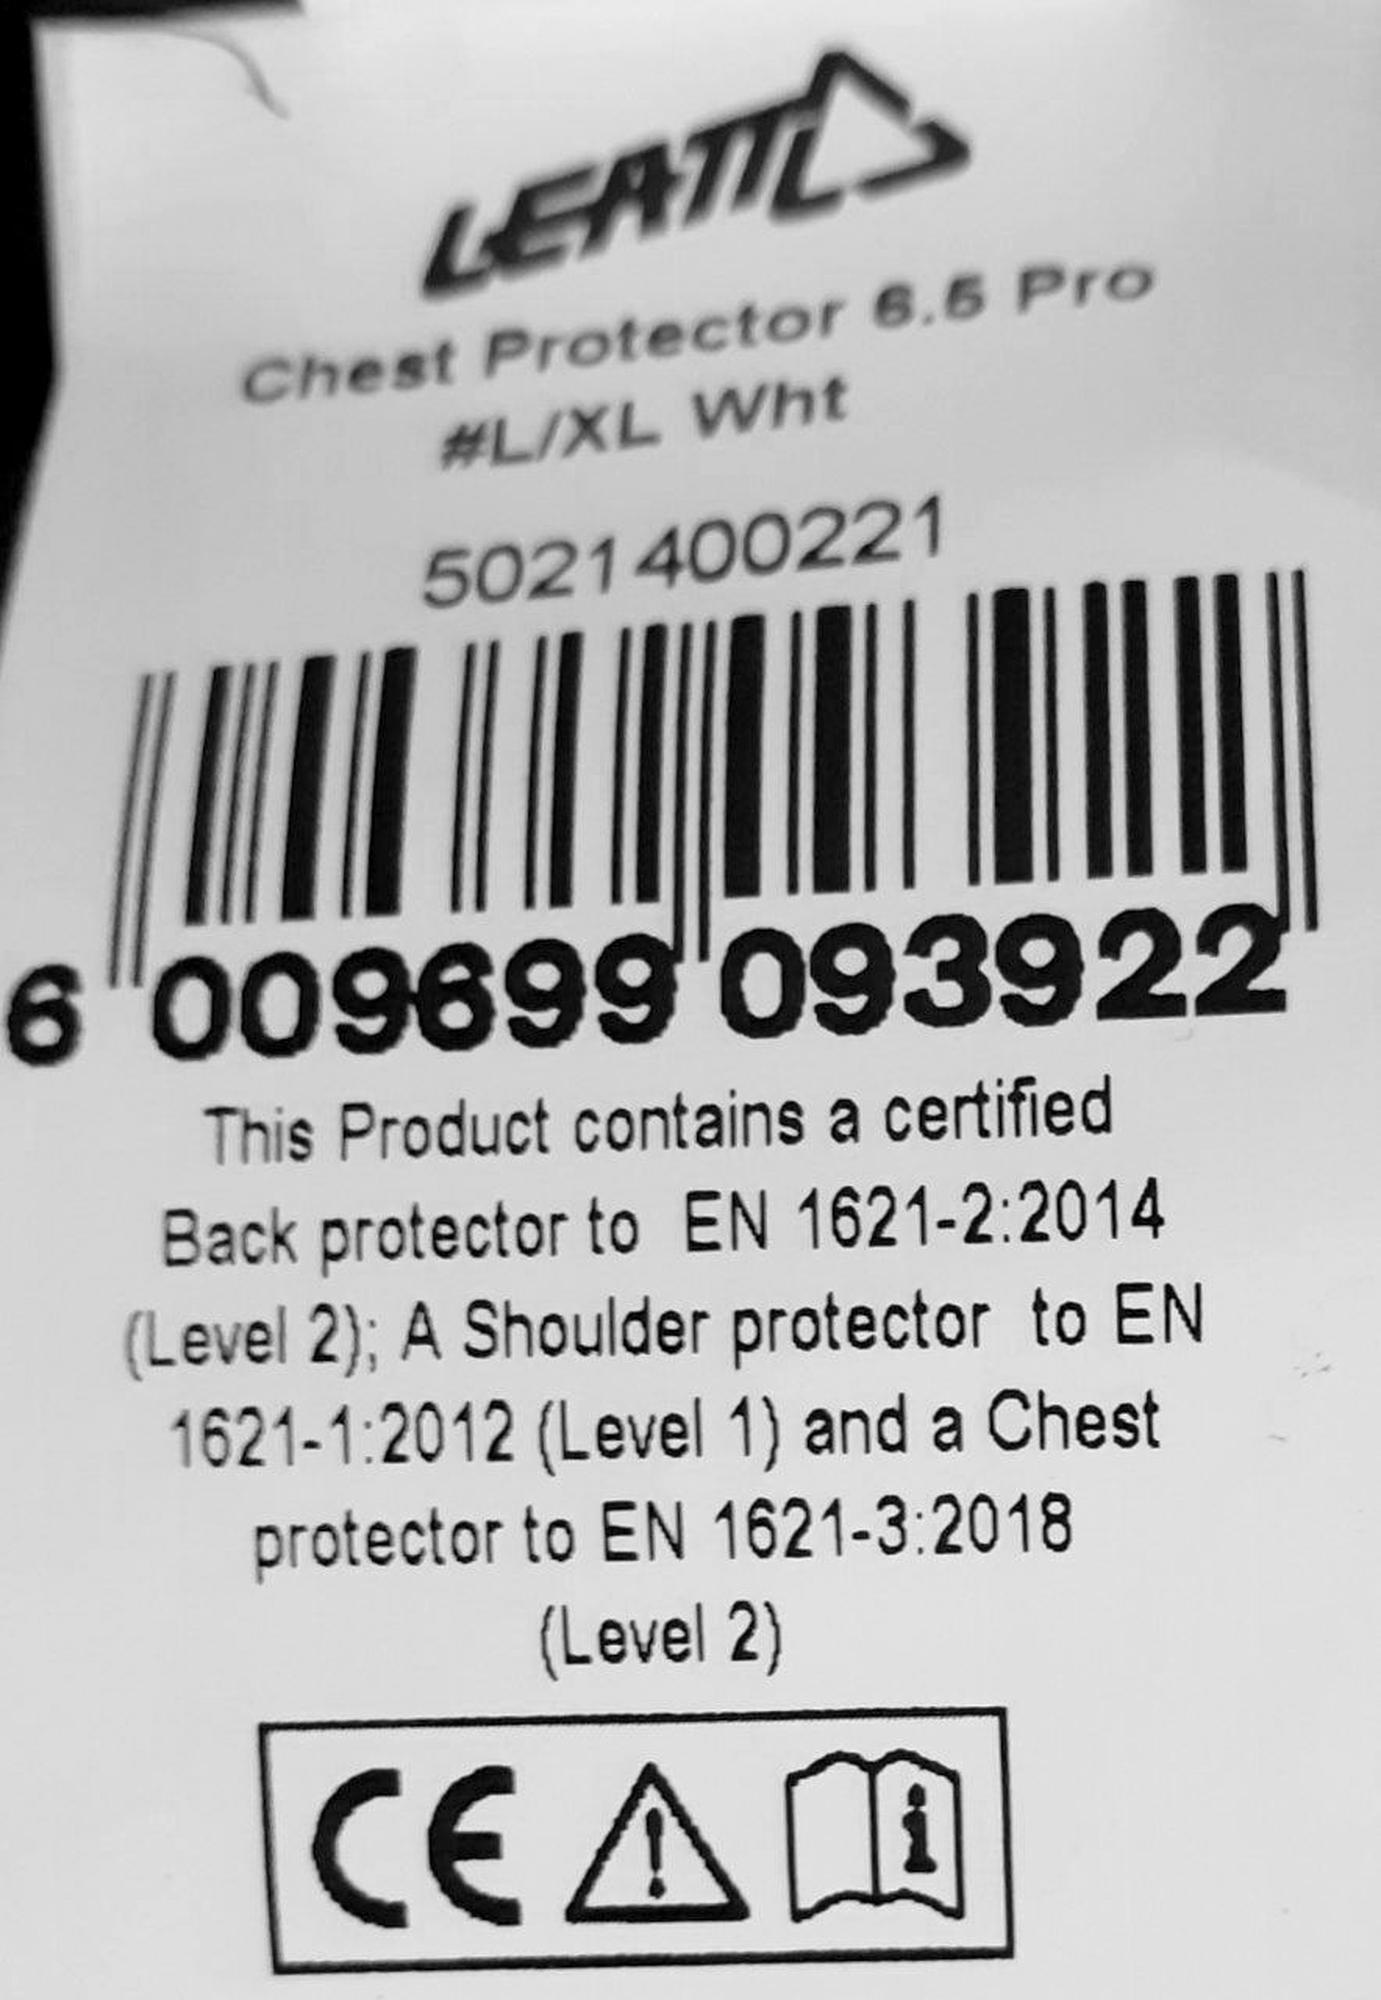 LEATT
Chest Protector 6.5 Pro
#L/XL Wht
5021400221
6 009699 093922
This Product contains a certified
Back protector to EN 1621-2:2014
(Level 2); A Shoulder protector to EN
1621-1:2012 (Level 1) and a Chest
protector to EN 1621-3:2018
(Level 2)
CE